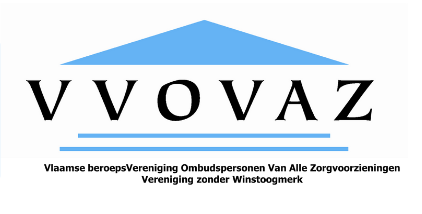 VVOVAZ
Vlaamse beroepsVereniging Ombudspersonen Van Alle Zorgvoorzieningen
Vereniging zonder Winstoogmerk